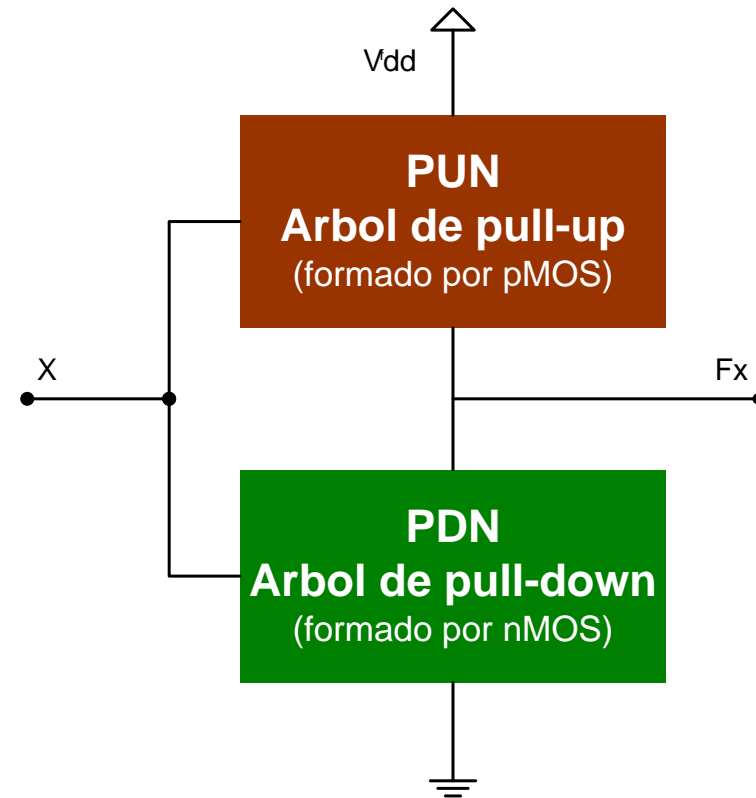 Vdd
PUN
Arbol de pull-up
(formado por pMOS)
X
Fx
PDN
Arbol de pull-down
(formado por nMOS)